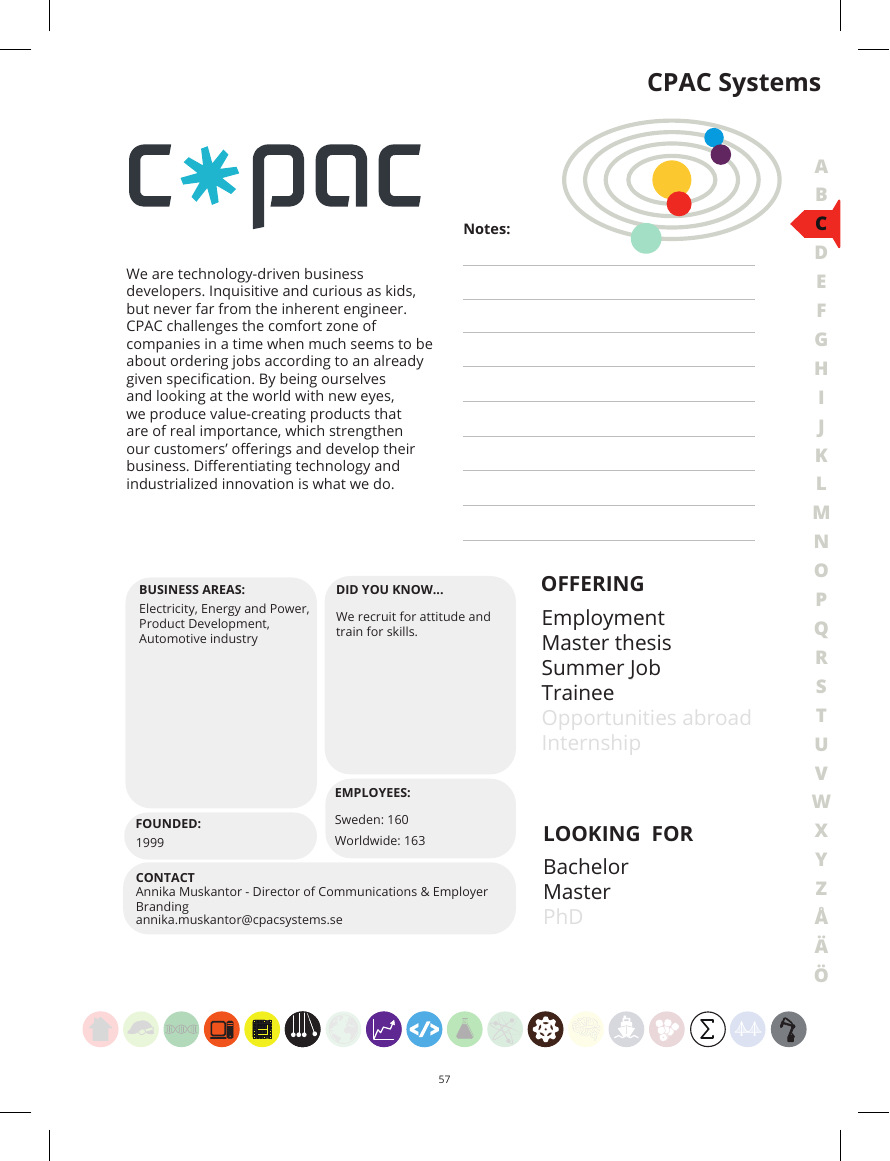 CPAC Systems
c*pac
Notes:
We are technology-driven business
developers. Inquisitive and curious as kids,
but never far from the inherent engineer.
CPAC challenges the comfort zone of
companies in a time when much seems to be
about ordering jobs according to an already
given specification. By being ourselves
and looking at the world with new eyes,
we produce value-creating products that
are of real importance, which strengthen
our customers’ offerings and develop their
business. Differentiating technology and
industrialized innovation is what we do.
BUSINESS AREAS:
Electricity, Energy and Power,
Product Development,
Automotive industry
DID YOU KNOW...
We recruit for attitude and
train for skills.
EMPLOYEES:
Sweden: 160
Worldwide: 163
FOUNDED:
1999
CONTACT
Annika Muskantor - Director of Communications & Employer
Branding
annika.muskantor@cpacsystems.se
OFFERING
Employment
Master thesis
Summer Job
Trainee
Opportunities abroad
Internship
LOOKING FOR
Bachelor
Master
PhD
A
B
C
D
E
F
G
H
I
J
K
L
M
N
O
P
Q
R
S
T
U
V
W
X
Y
Z
Å
Ä
Ö
</> Σ
57